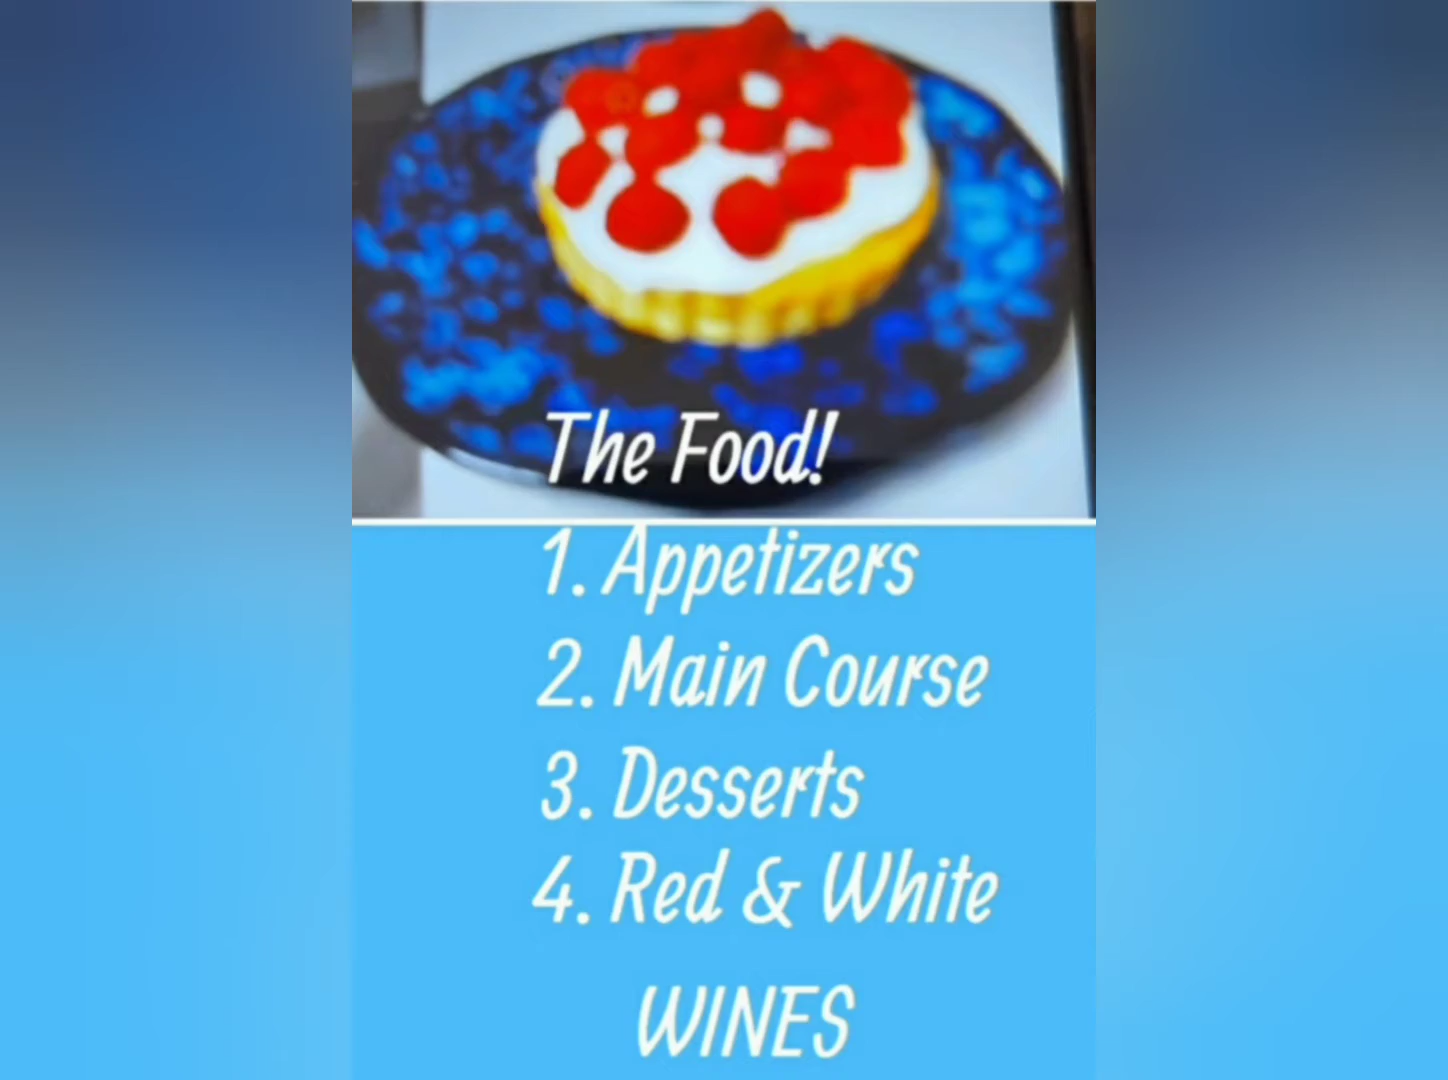 The Food!
1. Appetizers
2. Main Course
3. Desserts
4. Red & White
WINES